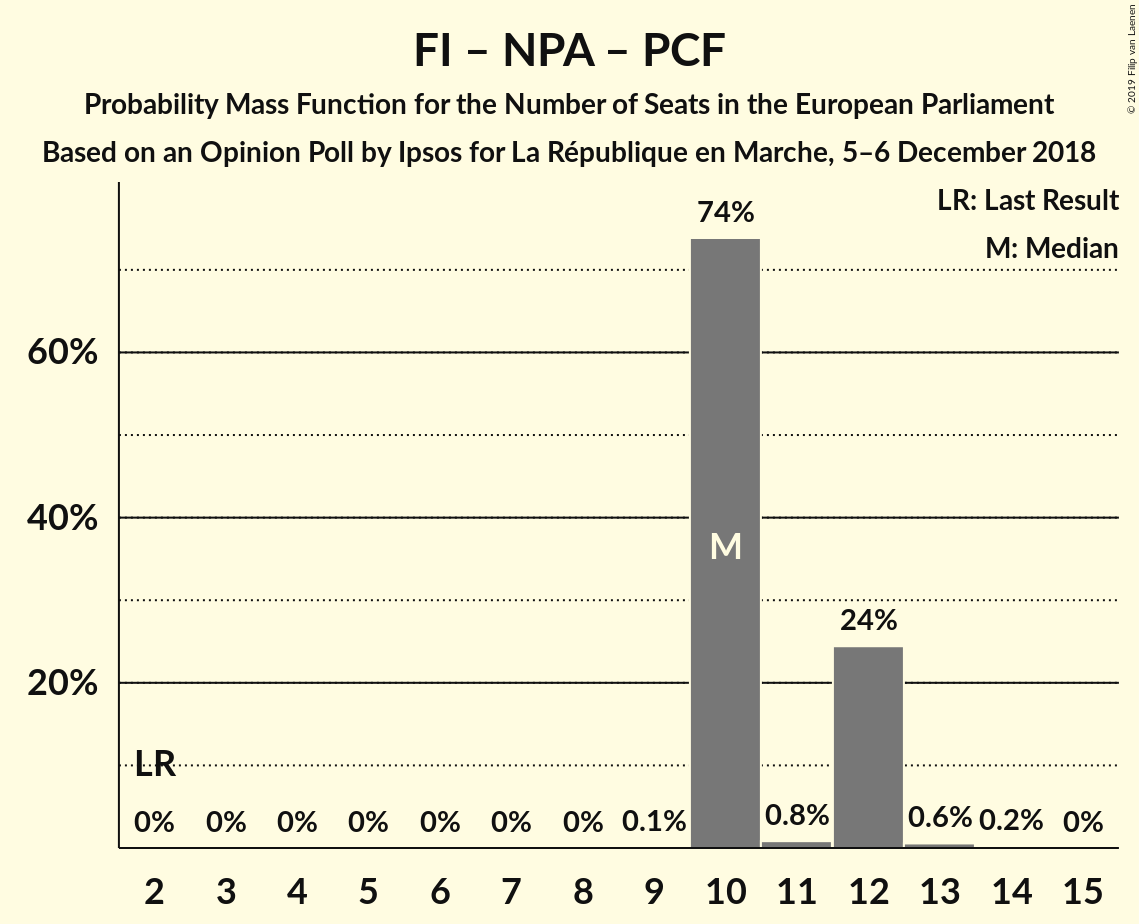 FI – NPA – PCF
Probability Mass Function for the Number of Seats in the European Parliament
Based on an Opinion Poll by Ipsos for La République en Marche, 5–6 December 2018
© 2019 Filip van Laenen
LR: Last Result
M: Median
74%
60%
40%
M
24%
20%
LR
0% 0% 0% 0% 0% 0% 0% 0.1% 0.8% 0.6% 0.2% 0%
2 3 4 5 6 7 8 9 10 11 12 13 14 15